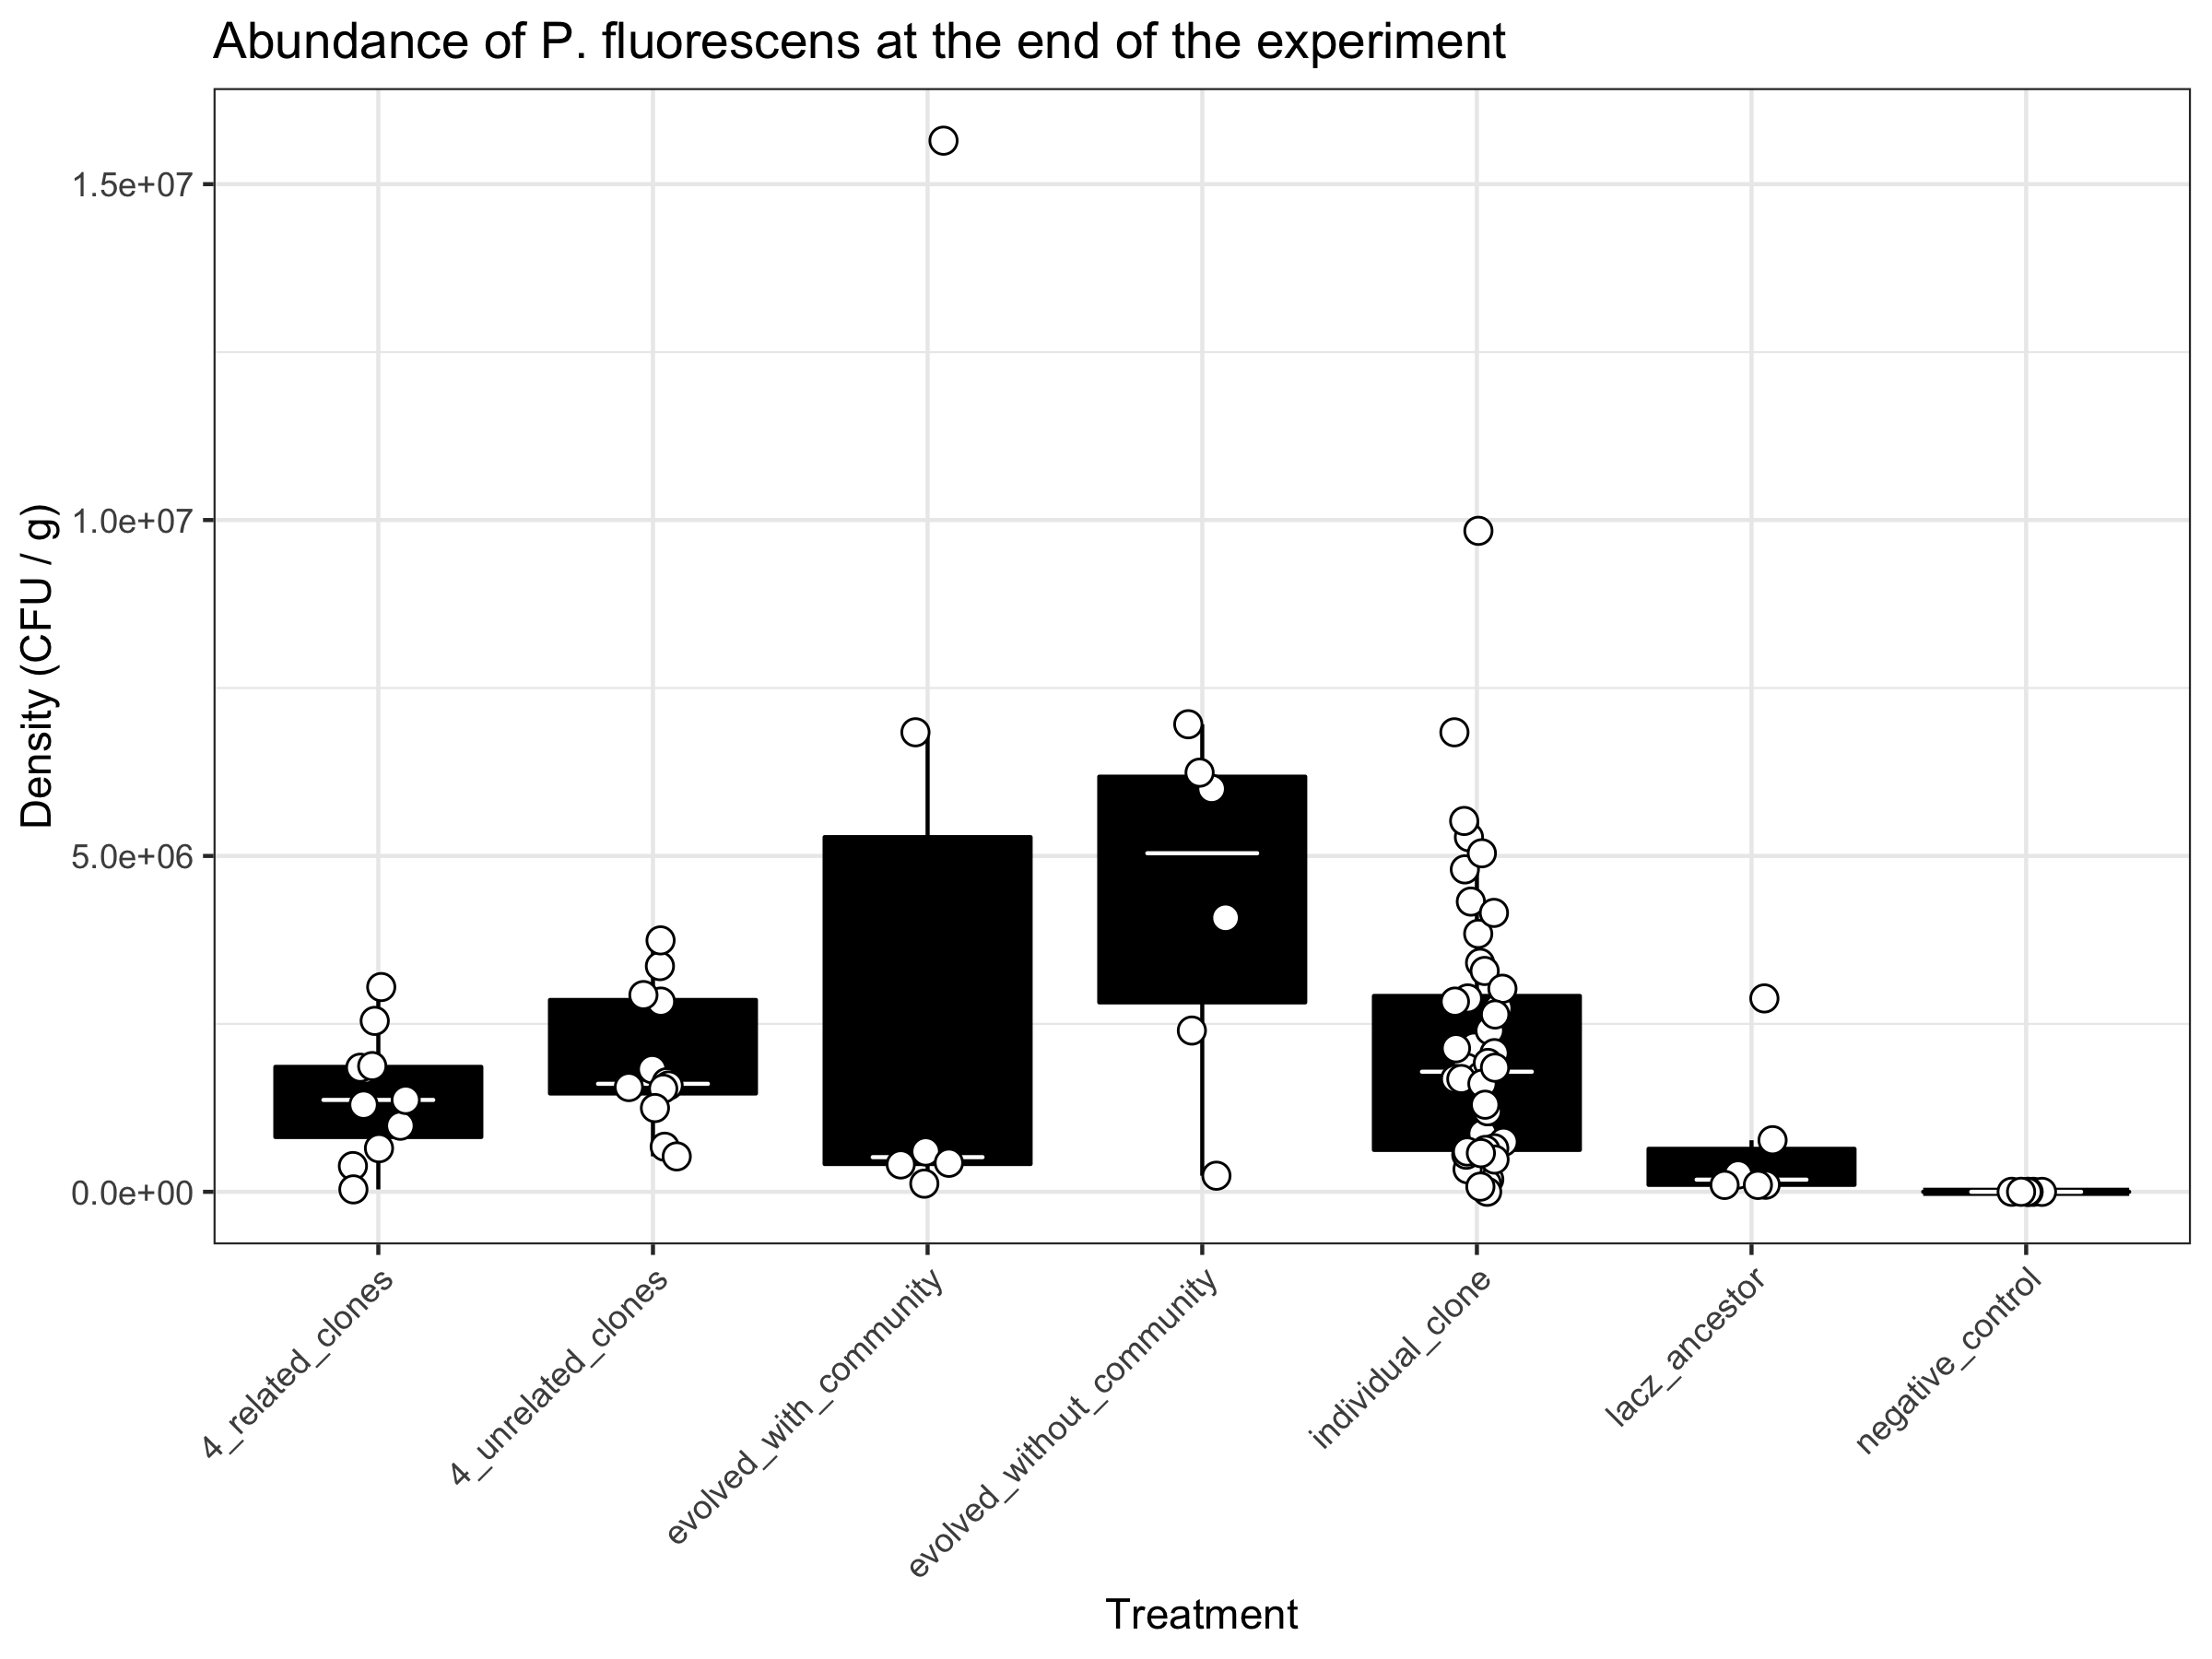 Abundance of P. fluorescens at the end of the experiment
Density (CFU / g)
1.5e+07
1.0e+07
5.0e+06
0.0e+00
4_related_clones
4_unrelated_clones
evolved_with_community
evolved_without_community
individual_clone
lacz_ancestor
negative_control
Treatment